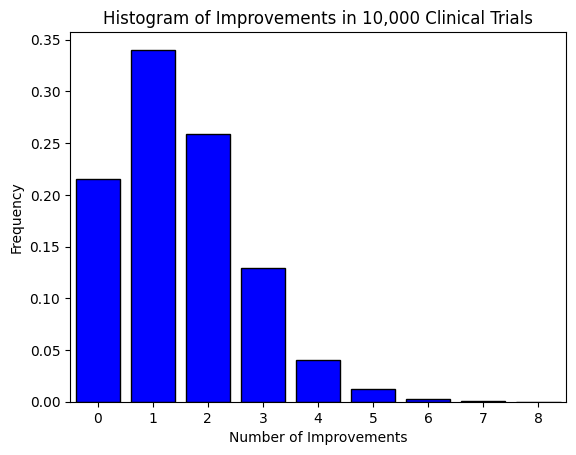 Histogram of Improvements in 10,000 Clinical Trials
Frequency
0.35
0.30
0.25
0.20
0.15
0.10
0.05
0.00
0 1 2 3 4 5 6 7 8
Number of Improvements